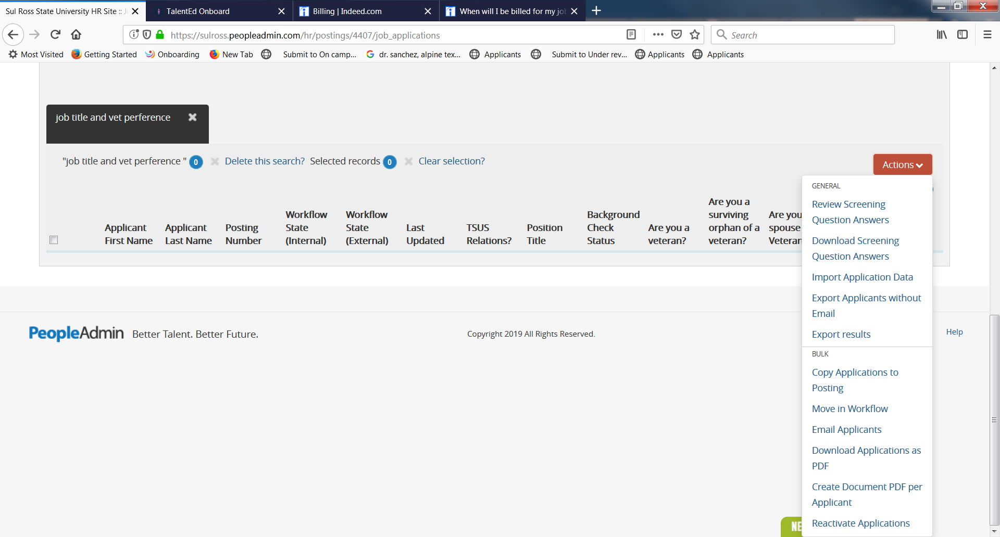 Sul Ross State University HR Site :: J
TalentEd Onboard
Billing | Indeed.com
When will I be billed for my job
https://sulross.peopleadmin.com/hr/postings/4407/job_applications
Search
Most Visited
Getting Started
Onboarding
New Tab
Submit to On camp...
dr. sanchez, alpine tex...
Applicants
Submit to Under rev...
Applicants
Applicants
job title and vet perference
"job title and vet perference " 0 Delete this search? Selected records 0 Clear selection?
Actions
Applicant
First Name
Applicant
Last Name
Posting
Number
Workflow
State
(Internal)
Workflow
State
(External)
Last
Updated
TSUS
Relations?
Position
Title
Background
Check
Status
Are you a
veteran?
Are you a
surviving
orphan of a
veteran?
Are you
spouse
Veteran
GENERAL
Review Screening
Question Answers
Download Screening
Question Answers
Import Application Data
Export Applicants without
Email
Export results
BULK
Copy Applications to
Posting
Move in Workflow
Email Applicants
Download Applications as
PDF
Create Document PDF per
Applicant
Reactivate Applications
PeopleAdmin Better Talent. Better Future.
Copyright 2019 All Rights Reserved.
Help
NE